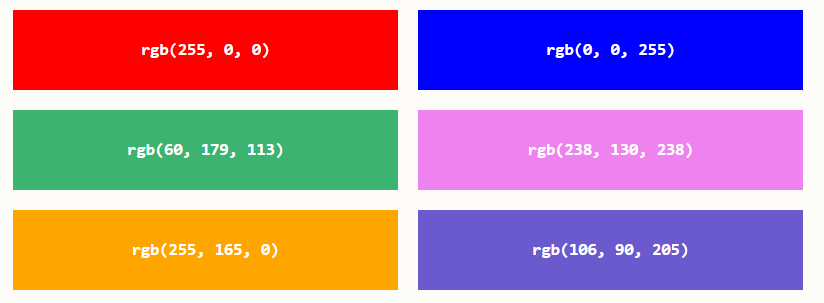 rgb(255, 0, 0)
rgb(0, 0, 255)
rgb(60, 179, 113)
rgb(238, 130, 238)
rgb(255, 165, 0)
rgb(106, 90, 205)